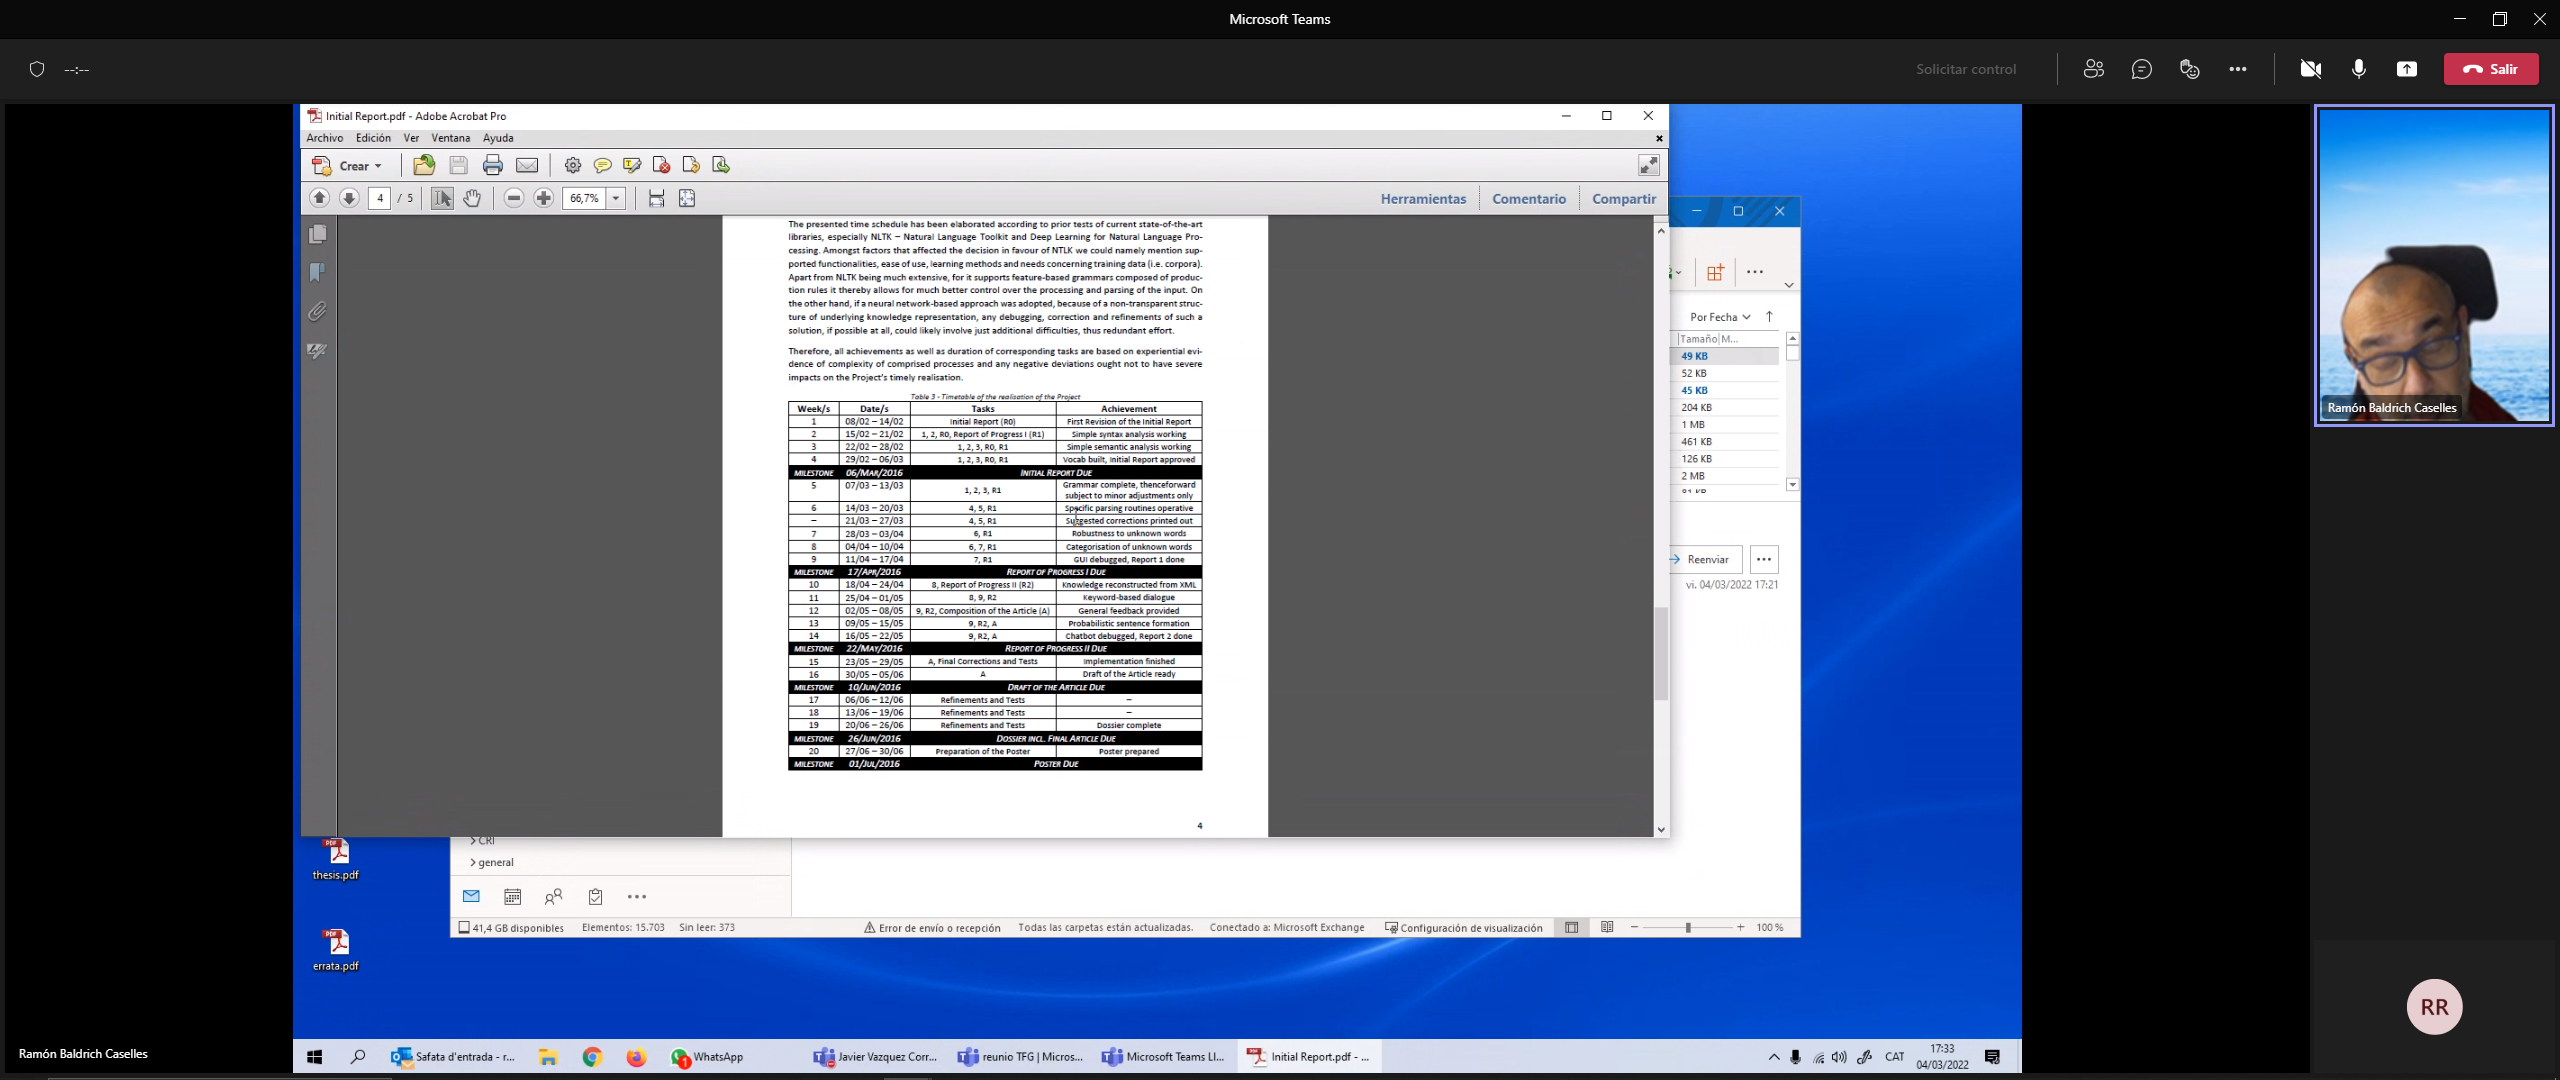 Microsoft Teams
--:--
Solicitar control
Salir
Initial Report.pdf - Adobe Acrobat Pro
Archivo Edición Ver Ventana Ayuda
Crear
4 / 5 66,7% Herramientas Comentario Compartir
The presented time schedule has been elaborated according to prior tests of current state-of-the-art
libraries, especially NLTK – Natural Language Toolkit and Deep Learning for Natural Language Pro-
cessing. Amongst factors that affected the decision in favour of NTLK we could namely mention sup-
ported functionalities, ease of use, learning methods and needs concerning training data (i.e. corpora).
Apart from NLTK being much extensive, for it supports feature-based grammars composed of produc-
tion rules it thereby allows for much better control over the processing and parsing of the input. On
the other hand, if a neural network-based approach was adopted, because of a non-transparent struc-
ture of underlying knowledge representation, any debugging, correction and refinements of such a
solution, if possible at all, could likely involve just additional difficulties, thus redundant effort.
Therefore, all achievements as well as duration of corresponding tasks are based on experiential evi-
dence of complexity of comprised processes and any negative deviations ought not to have severe
impacts on the Project's timely realisation.
Table 3 - Timetable of the realisation of the Project
Week/s Date/s Tasks Achievement
1 08/02 – 14/02 Initial Report (R0) First Revision of the Initial Report
2 15/02 – 21/02 1, 2, R0, Report of Progress I (R1) Simple syntax analysis working
3 22/02 – 28/02 1, 2, 3, R0, R1 Simple semantic analysis working
4 29/02 – 06/03 1, 2, 3, R0, R1 Vocab built, Initial Report approved
MILESTONE 06/MAR/2016 INITIAL REPORT DUE
5 07/03 – 13/03 1, 2, 3, R1 Grammar complete, thenceforward
subject to minor adjustments only
6 14/03 – 20/03 4, 5, R1 Specific parsing routines operative
– 21/03 – 27/03 4, 5, R1 Suggested corrections printed out
7 28/03 – 03/04 6, R1 Robustness to unknown words
8 04/04 – 10/04 6, 7, R1 Categorisation of unknown words
9 11/04 – 17/04 7, R1 GUI debugged, Report 1 done
MILESTONE 17/APR/2016 REPORT OF PROGRESS I DUE
10 18/04 – 24/04 8, Report of Progress II (R2) Knowledge reconstructed from XML
11 25/04 – 01/05 8, 9, R2 Keyword-based dialogue
12 02/05 – 08/05 9, R2, Composition of the Article (A) General feedback provided
13 09/05 – 15/05 9, R2, A Probabilistic sentence formation
14 16/05 – 22/05 9, R2, A Chatbot debugged, Report 2 done
MILESTONE 22/MAY/2016 REPORT OF PROGRESS II DUE
15 23/05 – 29/05 A, Final Corrections and Tests Implementation finished
16 30/05 – 05/06 A Draft of the Article ready
MILESTONE 10/JUN/2016 DRAFT OF THE ARTICLE DUE
17 06/06 – 12/06 Refinements and Tests –
18 13/06 – 19/06 Refinements and Tests –
19 20/06 – 26/06 Refinements and Tests Dossier complete
MILESTONE 26/JUN/2016 DOSSIER INCL. FINAL ARTICLE DUE
20 27/06 – 30/06 Preparation of the Poster Poster prepared
MILESTONE 01/JUL/2016 POSTER DUE
4
Por Fecha
Tamaño M...
49 KB
52 KB
45 KB
204 KB
1 MB
461 KB
126 KB
2 MB
81 KB
Reenviar
vi. 04/03/2022 17:21
Ramón Baldrich Caselles
CRI
general
thesis.pdf
errata.pdf
41,4 GB disponibles Elementos: 15.703 Sin leer: 373 Error de envío o recepción Todas las carpetas están actualizadas. Conectado a: Microsoft Exchange Configuración de visualización 100 %
RR
Ramón Baldrich Caselles
Safata d'entrada - r... WhatsApp 1 Javier Vazquez Corr... reunio TFG | Micros... Microsoft Teams Ll... Initial Report.pdf - ... CAT 17:33
04/03/2022